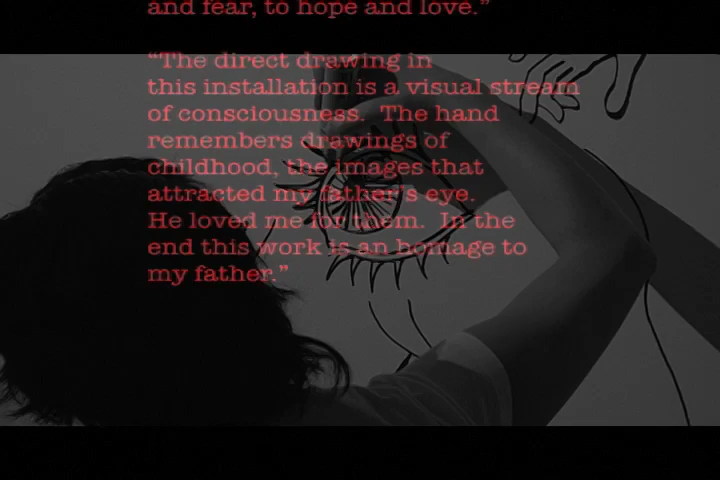 and fear, to hope and love.”
“The direct drawing in
this installation is a visual stream
of consciousness.  The hand
remembers drawings of
childhood, the images that
attracted my father's eye.
He loved me for them.  In the
end this work is an homage to
my father.”